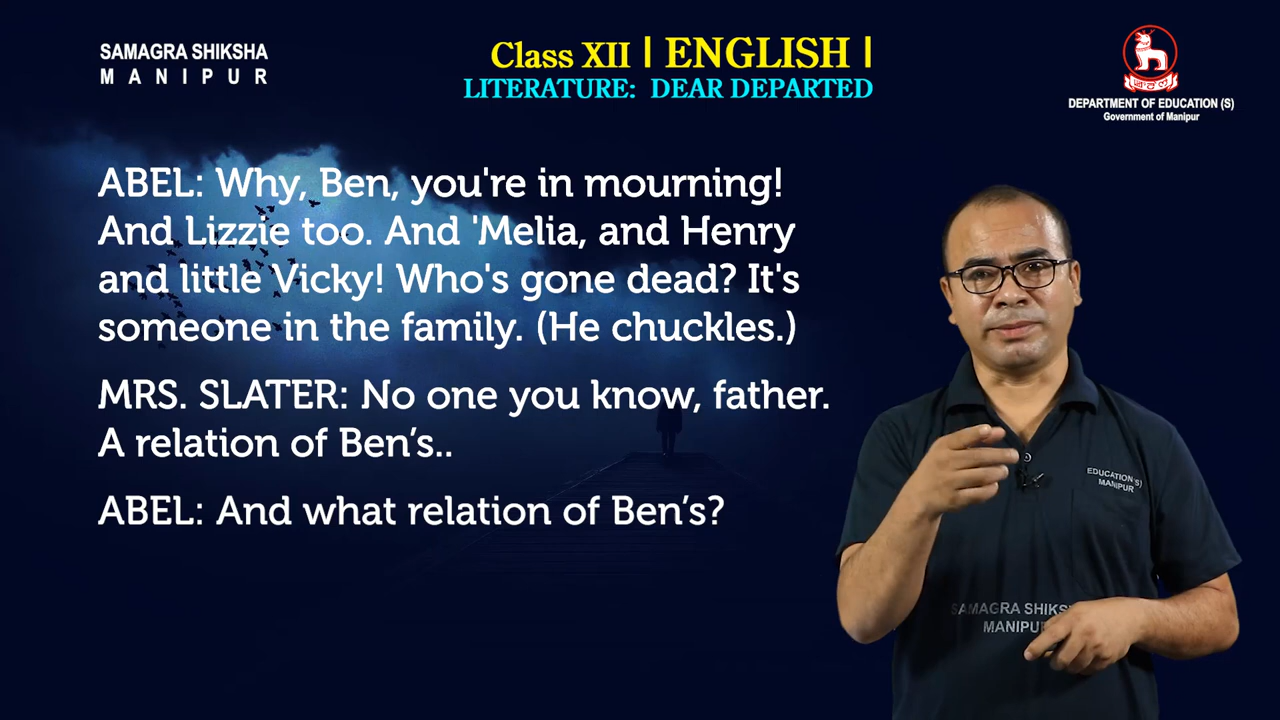 SAMAGRA SHIKSHA
MANIPUR
Class XII | ENGLISH |
LITERATURE: DEAR DEPARTED
DEPARTMENT OF EDUCATION (S)
Government of Manipur
ABEL: Why, Ben, you're in mourning!
And Lizzie too. And 'Melia, and Henry
and little Vicky! Who's gone dead? It's
someone in the family. (He chuckles.)
MRS. SLATER: No one you know, father.
A relation of Ben’s..
ABEL: And what relation of Ben’s?
EDUCATION(S)
MANIPUR
SAMAGRA
MANIPUR